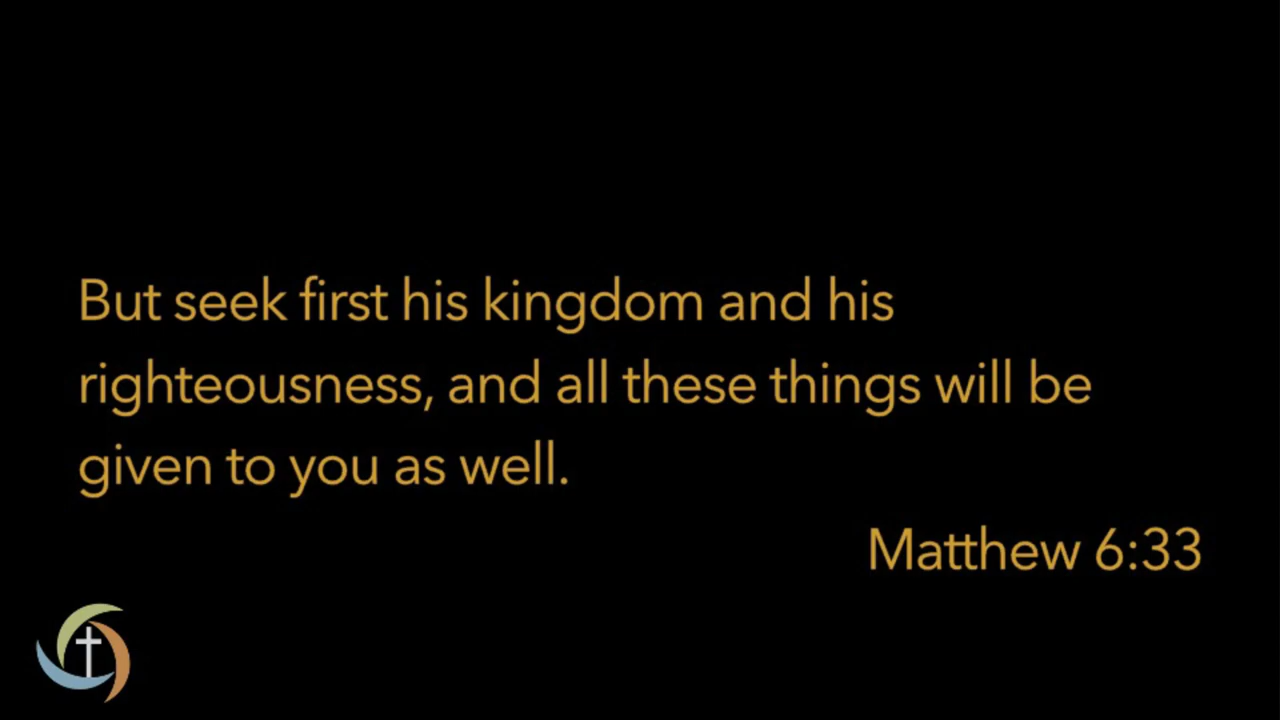 But seek first his kingdom and his
righteousness, and all these things will be
given to you as well.
Matthew 6:33